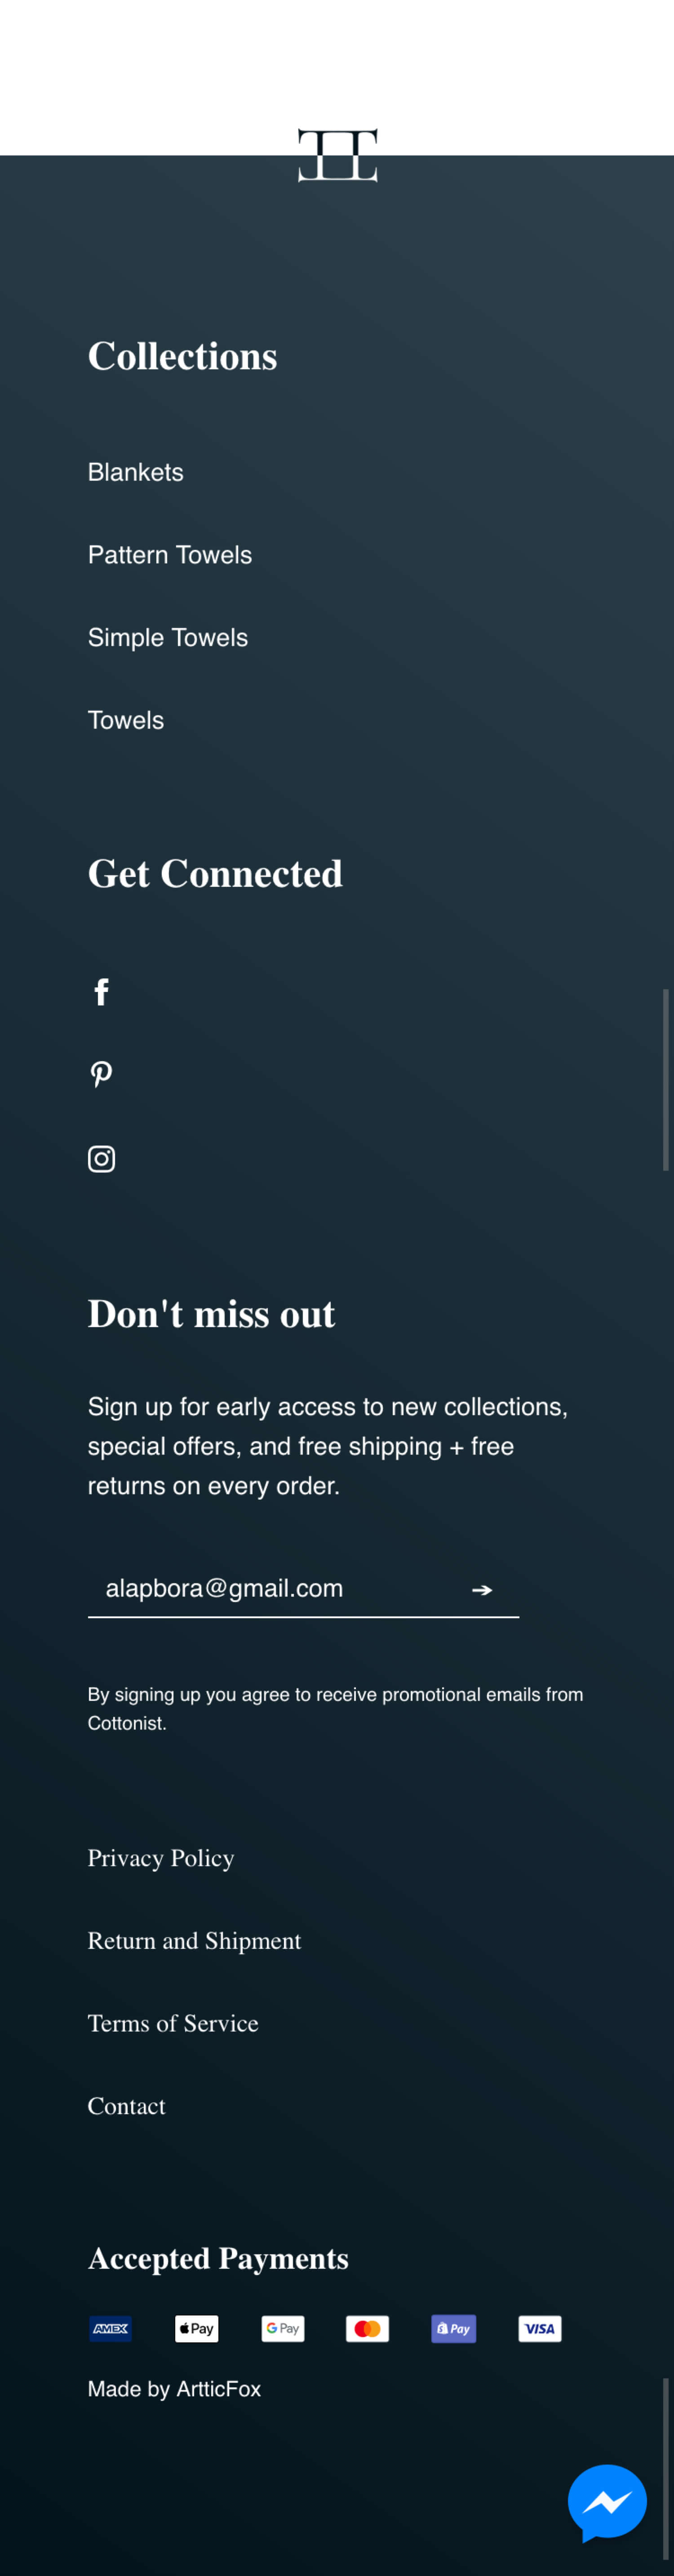 Collections
Blankets
Pattern Towels
Simple Towels
Towels
Get Connected
Don't miss out
Sign up for early access to new collections,
special offers, and free shipping + free
returns on every order.
alapbora@gmail.com
By signing up you agree to receive promotional emails from
Cottonist.
Privacy Policy
Return and Shipment
Terms of Service
Contact
Accepted Payments
AMEX Pay G Pay Pay VISA
Made by ArtticFox